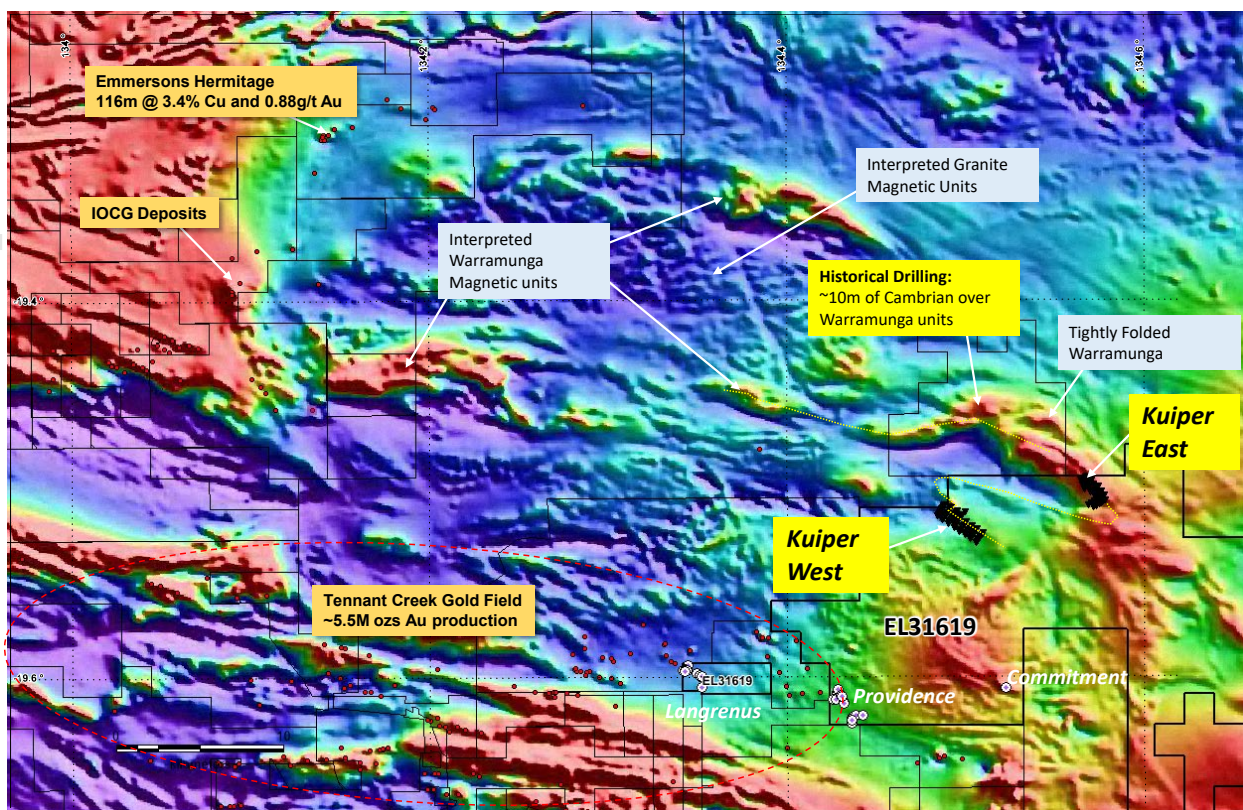 134 °
134.2 °
134.4 °
134.6 °
Emmersons Hermitage
116m @ 3.4% Cu and 0.88g/t Au
Interpreted Granite
Magnetic Units
IOCG Deposits
Interpreted
Warramunga
Magnetic units
Historical Drilling:
~10m of Cambrian over
Warramunga units
-19.4 °
Tightly Folded
Warramunga
Kuiper
East
Kuiper
West
Tennant Creek Gold Field
~5.5M ozs Au production
EL31619
-19.6 °
EL31619
Commitment
Langrenus
Providence
10